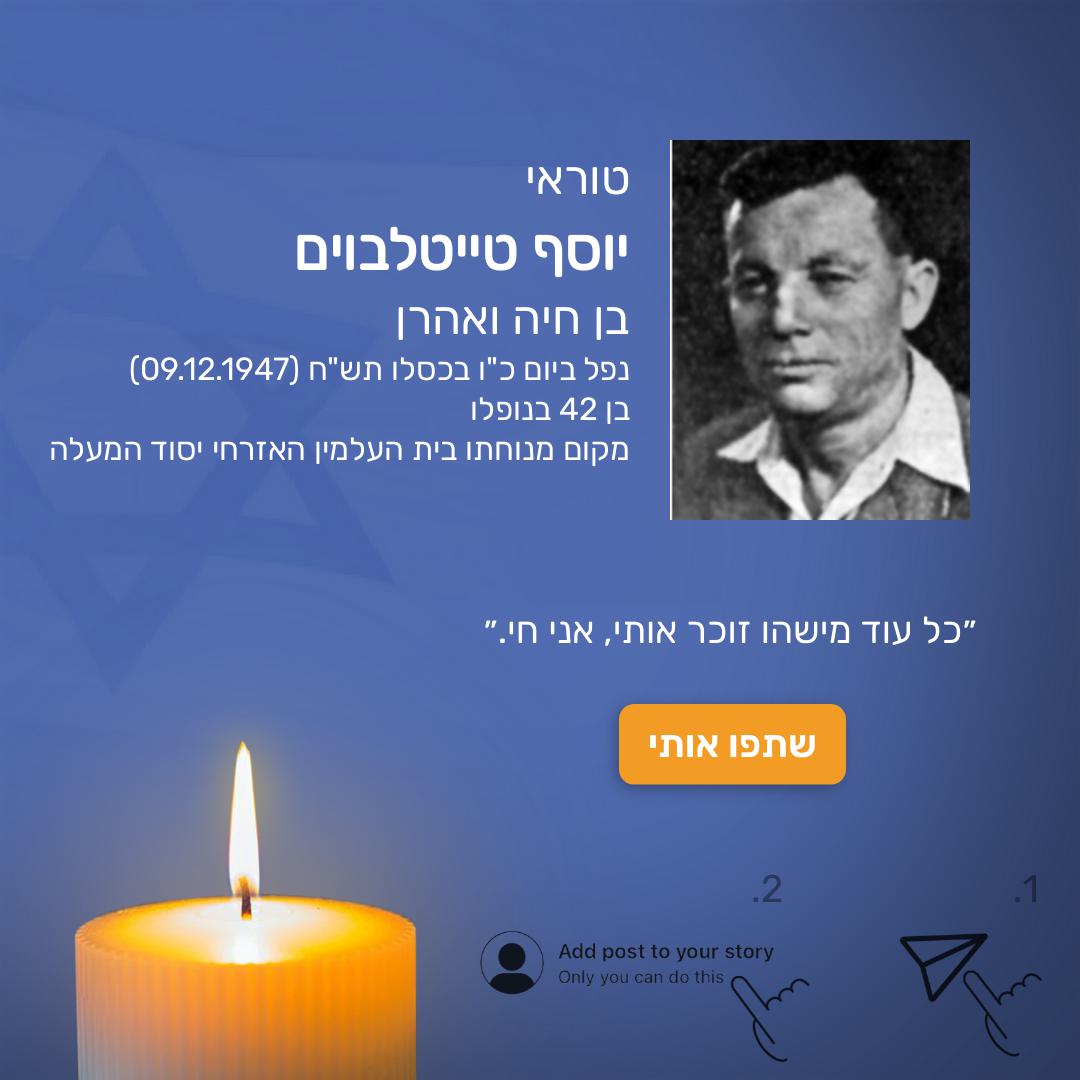 טוראי
יוסף טייטלבוים
בן חיה ואהרן
נפל ביום כ"ו בכסלו תש"ח (09.12.1947)
בן 42 בנופלו
מקום מנוחתו בית העלמין האזרחי יסוד המעלה
״כל עוד מישהו זוכר אותי, אני חי.״
שתפו אותי
1.
2.
Add post to your story
Only you can do this